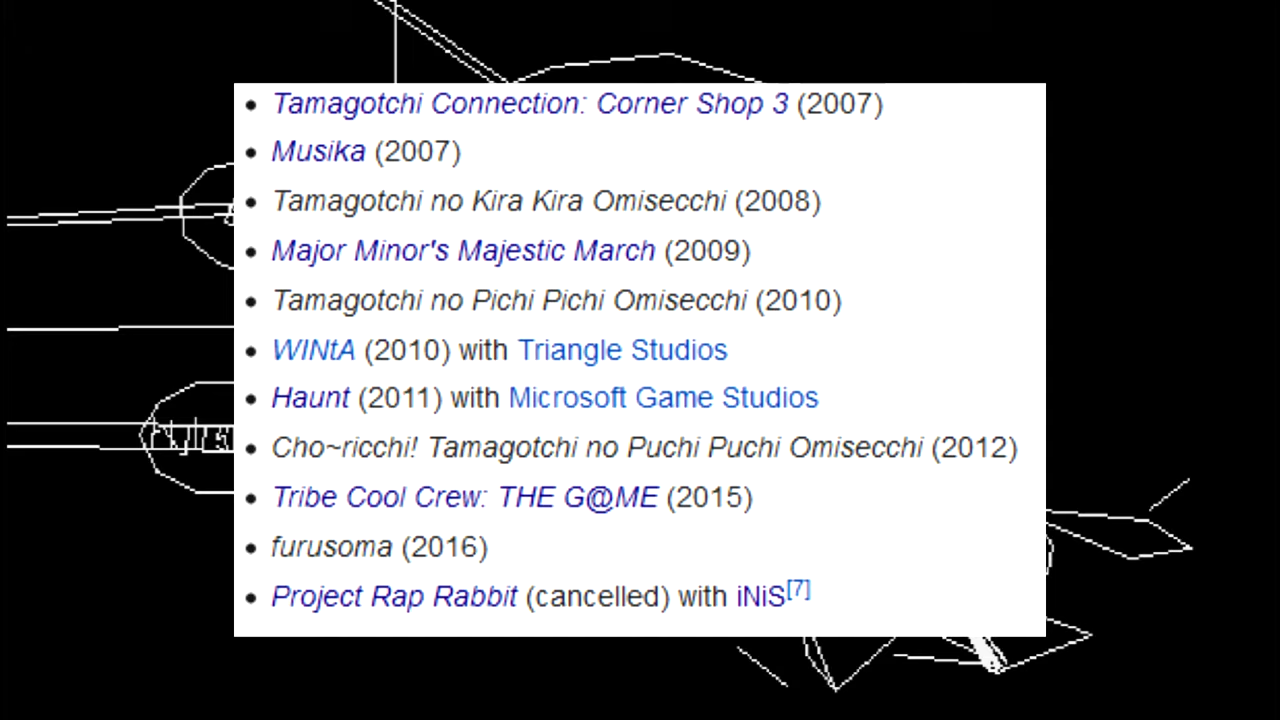 Tamagotchi Connection: Corner Shop 3 (2007)
Musika (2007)
Tamagotchi no Kira Kira Omisecchi (2008)
Major Minor's Majestic March (2009)
Tamagotchi no Pichi Pichi Omisecchi (2010)
WINtA (2010) with Triangle Studios
Haunt (2011) with Microsoft Game Studios
Cho~ricchi! Tamagotchi no Puchi Puchi Omisecchi (2012)
Tribe Cool Crew: THE G@ME (2015)
furusoma (2016)
Project Rap Rabbit (cancelled) with iNiS[7]